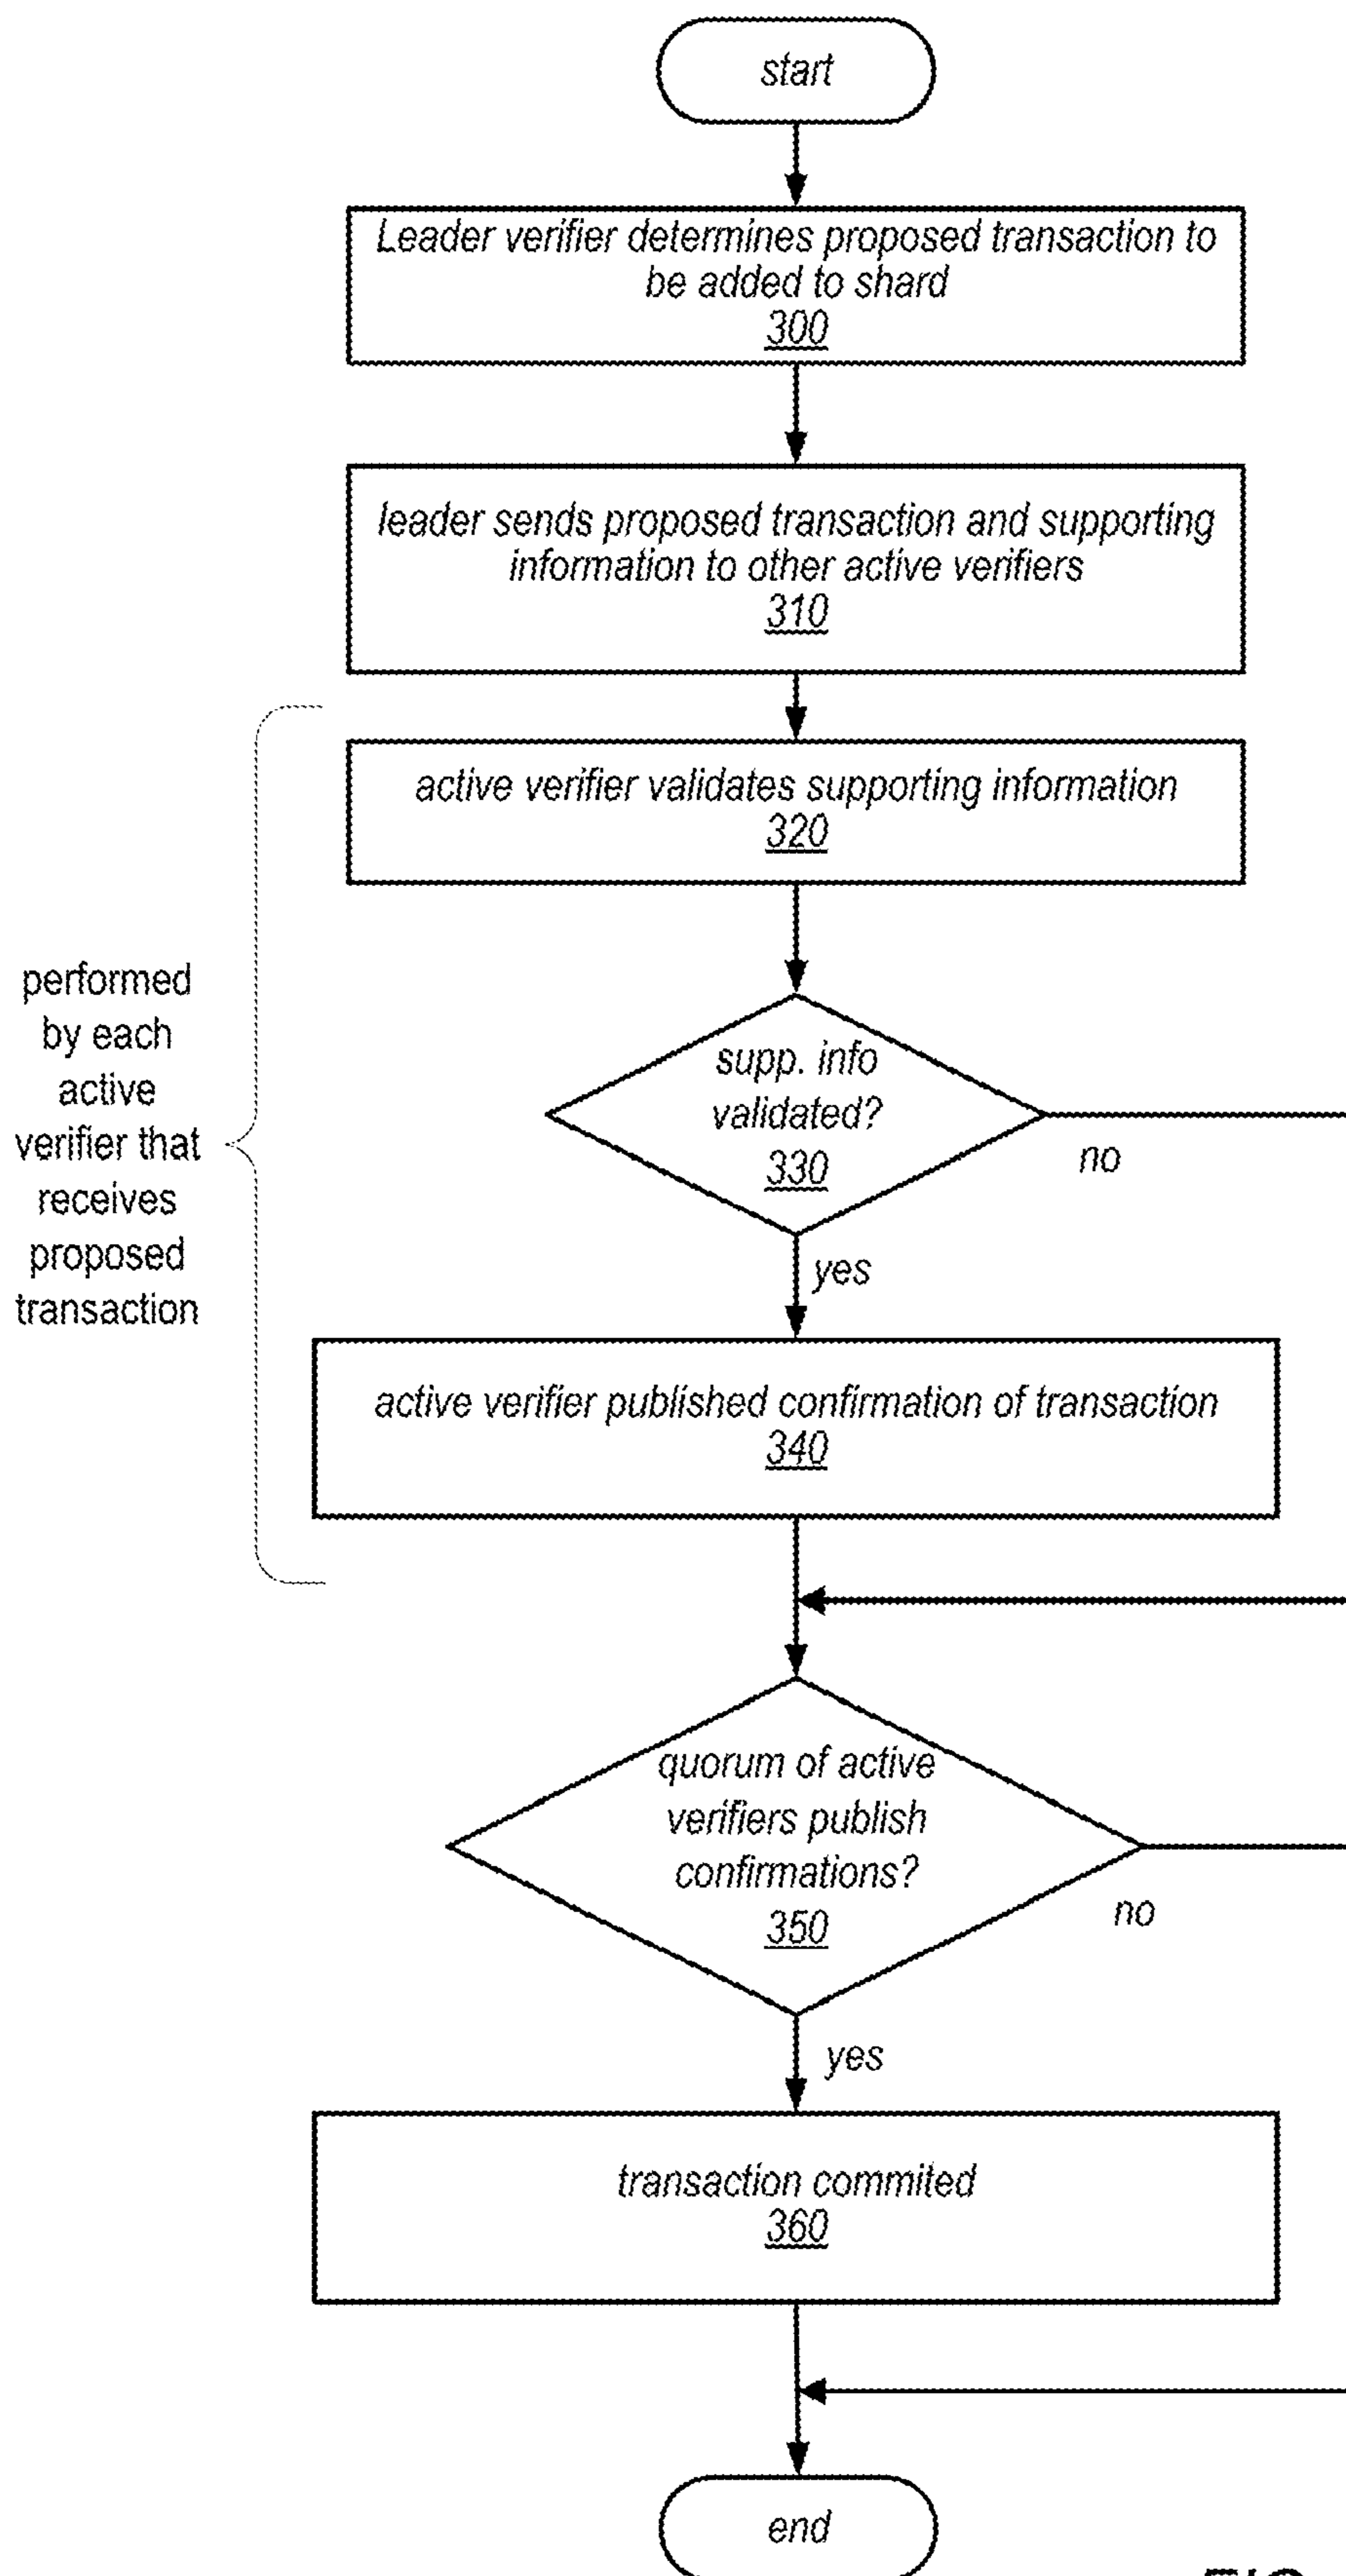 start
Leader verifier determines proposed transaction to
be added to shard
300
leader sends proposed transaction and supporting
information to other active verifiers
310
active verifier validates supporting information
320
performed
by each
active
verifier that
receives
proposed
transaction
supp. info
validated?
330
no
yes
active verifier published confirmation of transaction
340
quorum of active
verifiers publish
confirmations?
350
no
yes
transaction commited
360
end